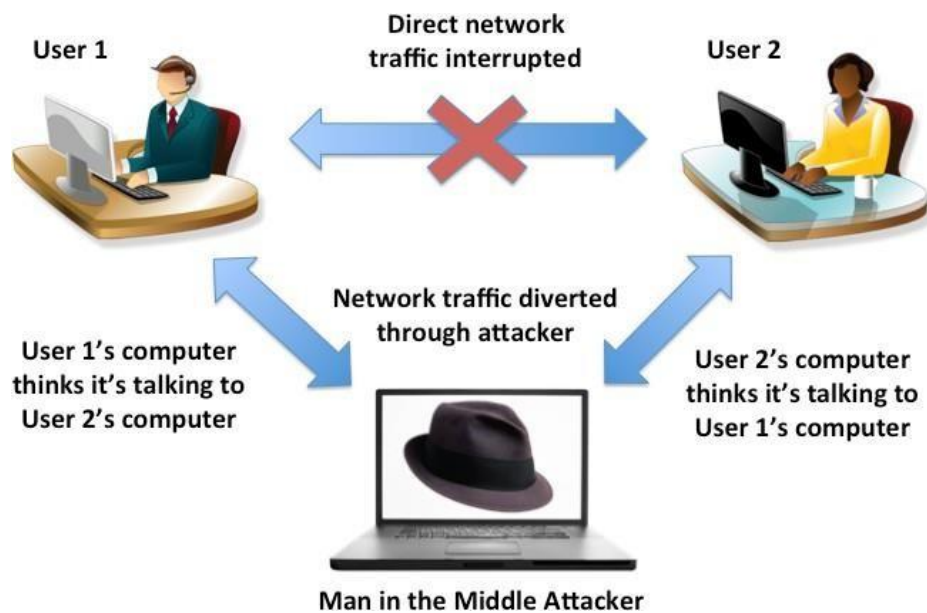 User 1
Direct network
traffic interrupted
User 2
Network traffic diverted
through attacker
User 1’s computer
thinks it’s talking to
User 2’s computer
User 2’s computer
thinks it’s talking to
User 1’s computer
Man in the Middle Attacker